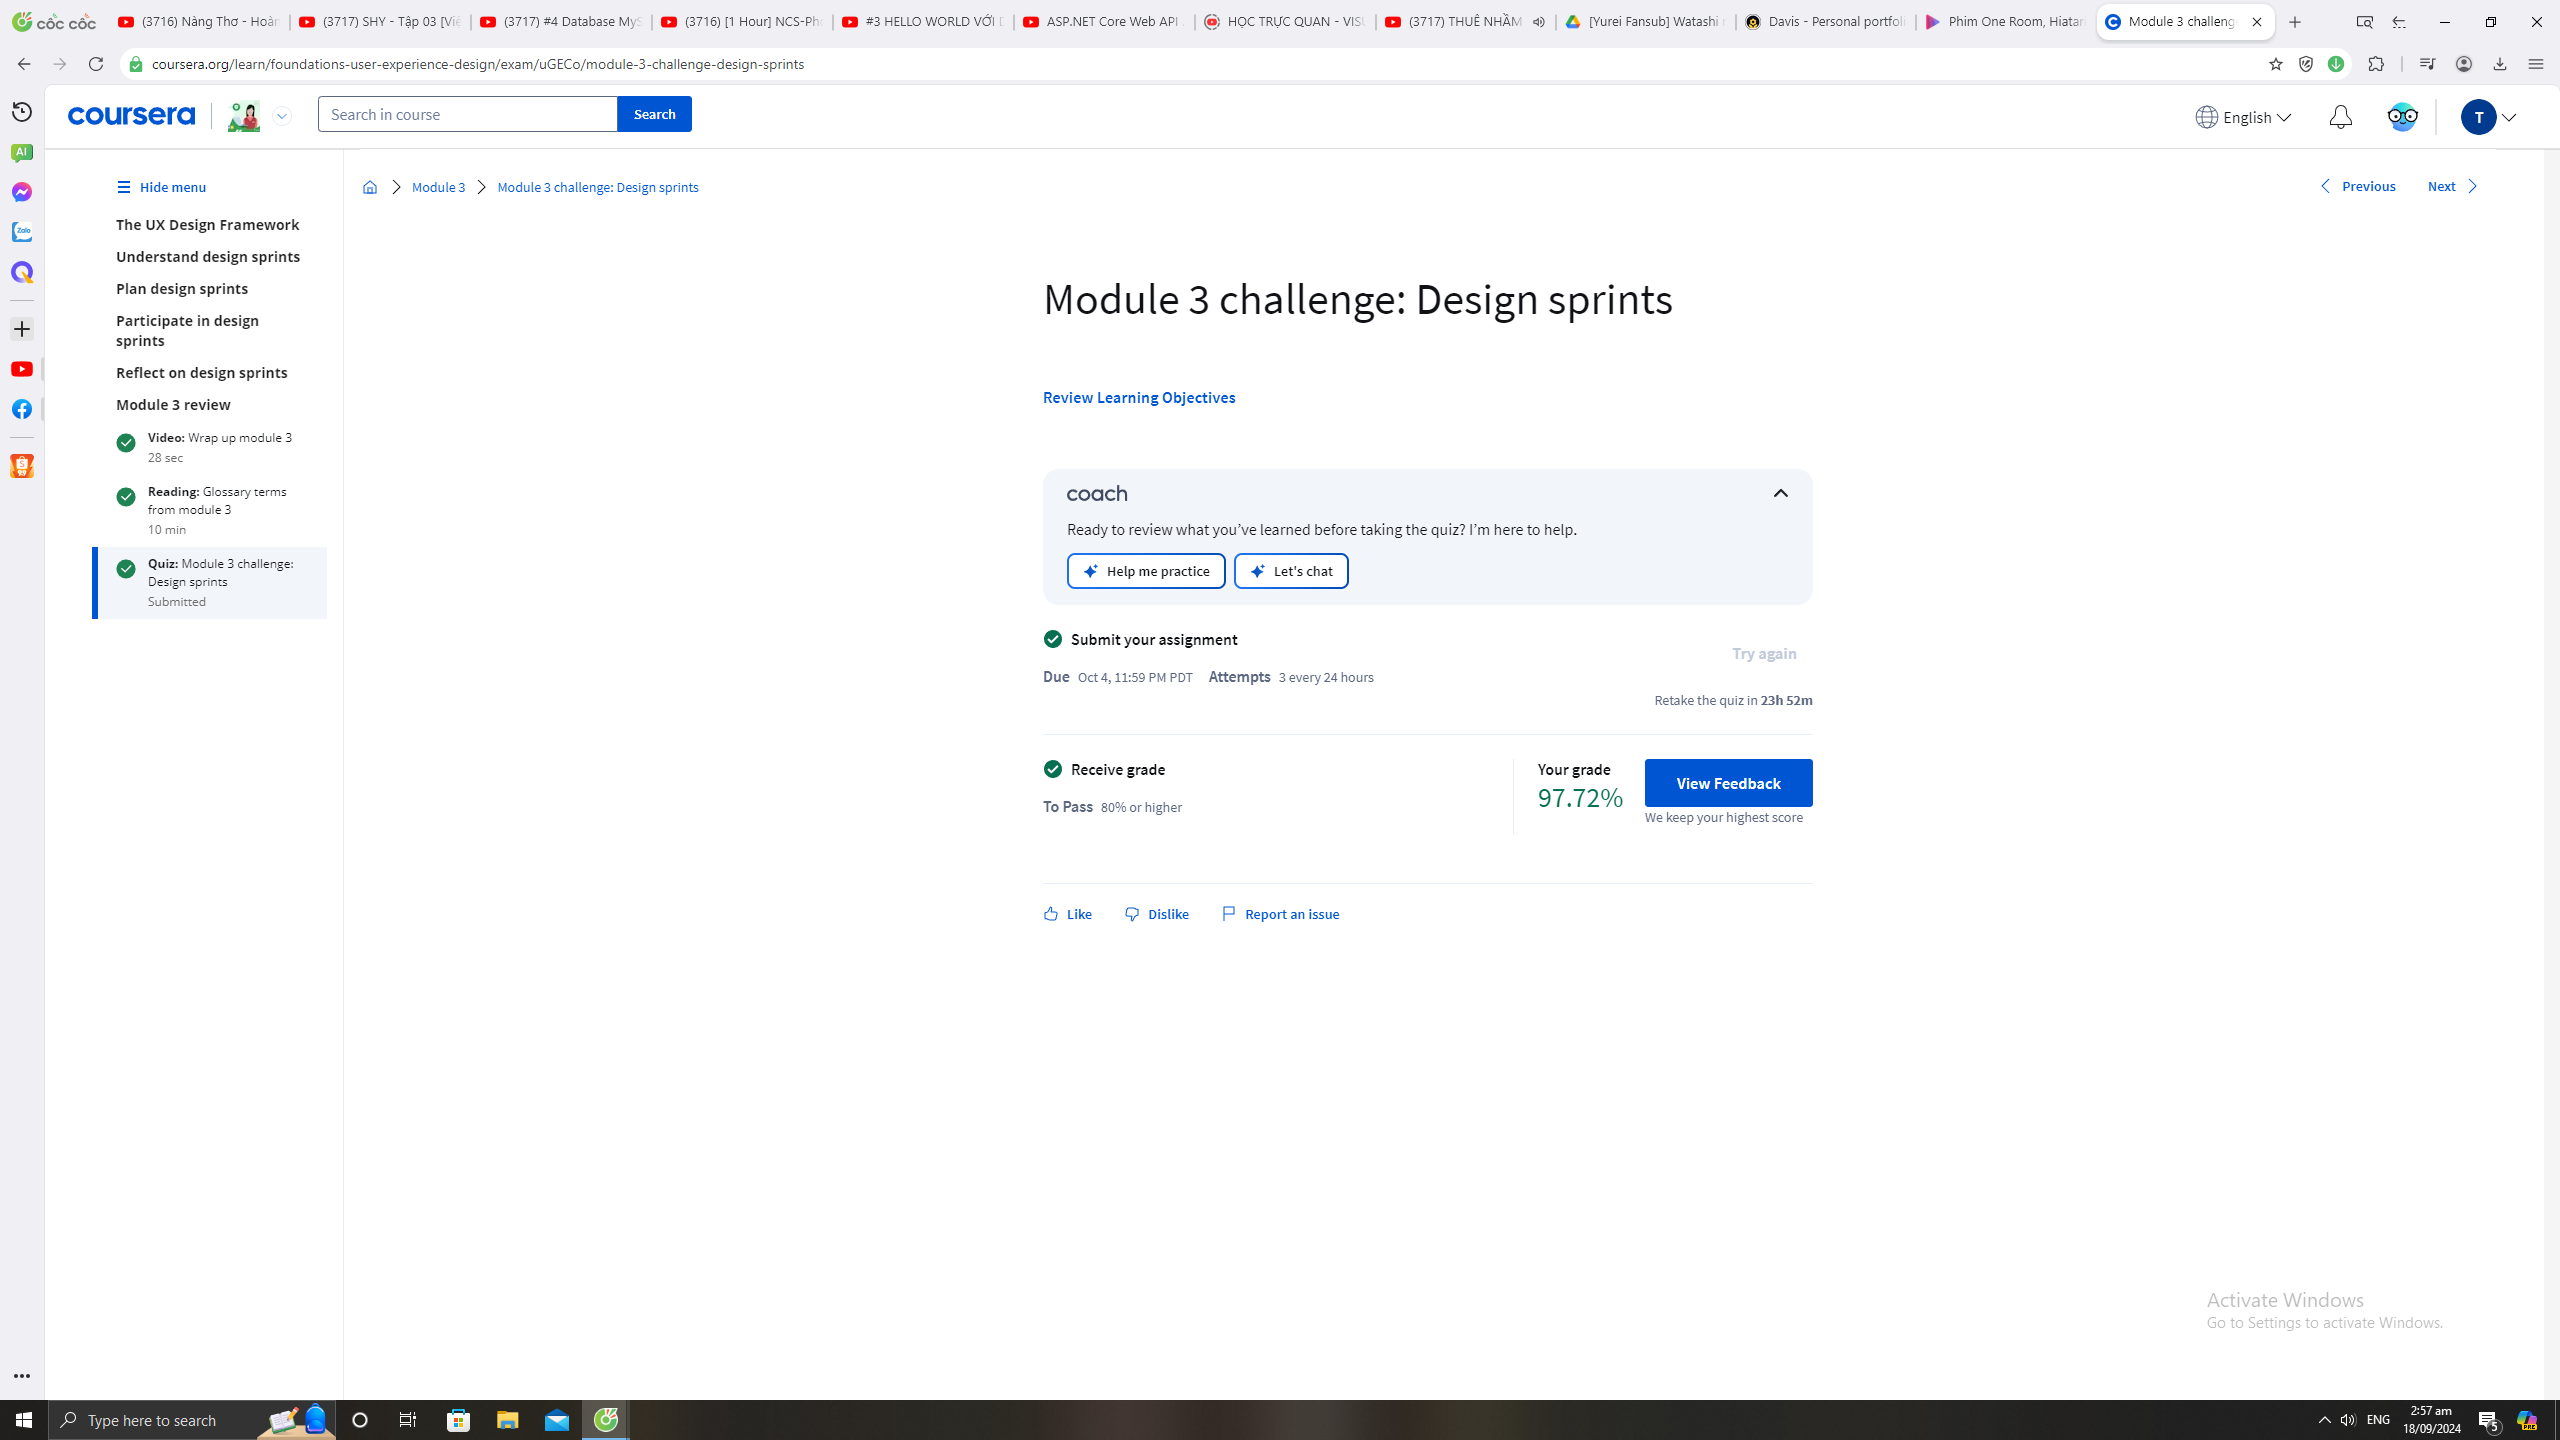 cốc cốc
(3716) Nàng Thơ - Hoàn
(3717) SHY - Tập 03 [Việ
(3717) #4 Database MyS
(3716) [1 Hour] NCS-Pho
#3 HELLO WORLD VỚI D
ASP.NET Core Web API
HỌC TRỰC QUAN - VISU
(3717) THUÊ NHẦM
[Yurei Fansub] Watashi
Davis - Personal portfoli
Phim One Room, Hiatari
Module 3 challeng
coursera.org/learn/foundations-user-experience-design/exam/uGECo/module-3-challenge-design-sprints
coursera
Search in course
Search
English
T
Hide menu
Module 3
Module 3 challenge: Design sprints
Previous
Next
The UX Design Framework
Understand design sprints
Plan design sprints
Participate in design
sprints
Reflect on design sprints
Module 3 review
Video: Wrap up module 3
28 sec
Reading: Glossary terms
from module 3
10 min
Quiz: Module 3 challenge:
Design sprints
Submitted
Module 3 challenge: Design sprints
Review Learning Objectives
coach
Ready to review what you’ve learned before taking the quiz? I’m here to help.
Help me practice
Let's chat
Submit your assignment
Try again
Due Oct 4, 11:59 PM PDT Attempts 3 every 24 hours
Retake the quiz in 23h 52m
Receive grade
To Pass 80% or higher
Your grade
97.72%
View Feedback
We keep your highest score
Like
Dislike
Report an issue
Activate Windows
Go to Settings to activate Windows.
Type here to search
ENG
2:57 am
18/09/2024
5
AI
Zalo